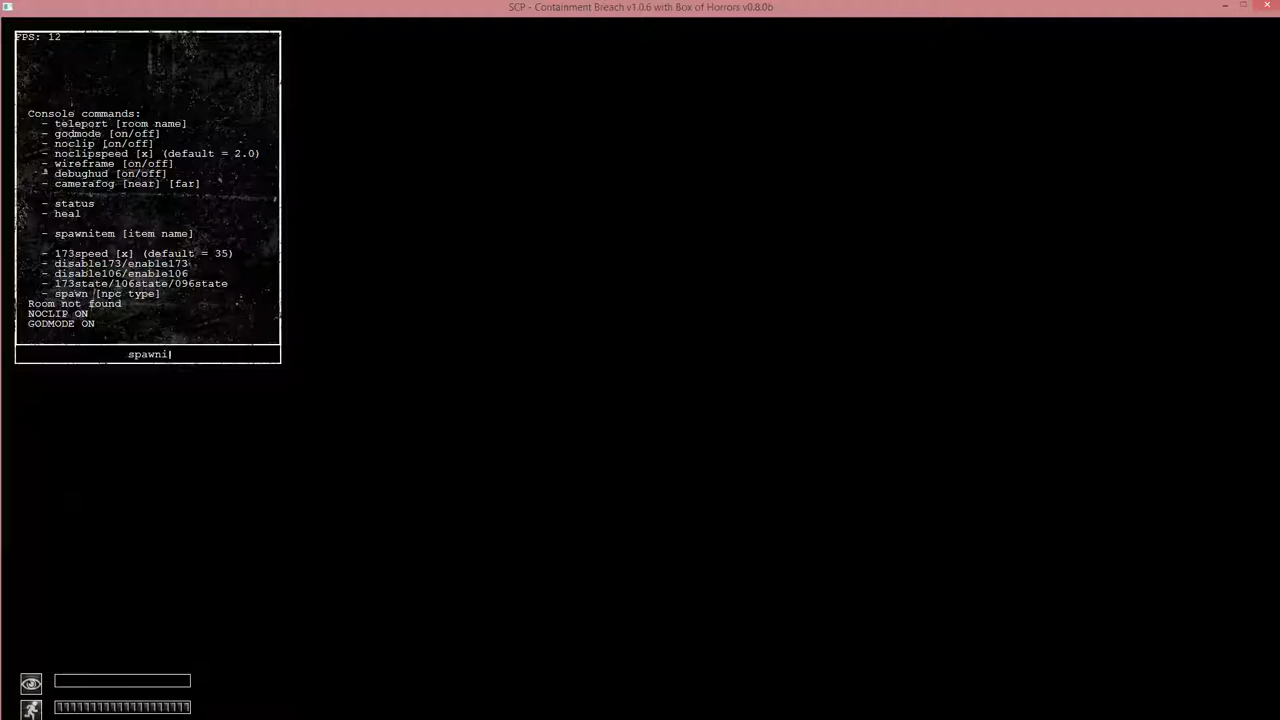 SCP - Containment Breach v1.0.6 with Box of Horrors v0.8.0b
FPS: 12
Console commands:
- teleport [room name]
- godmode [on/off]
- noclip [on/off]
- noclipspeed [x] (default = 2.0)
- wireframe [on/off]
- debughud [on/off]
- camerafog [near] [far]
- status
- heal
- spawnitem [item name]
- 173speed [x] (default = 35)
- disable173/enable173
- disable106/enable106
- 173state/106state/096state
- spawn [npc type]
Room not found
NOCLIP ON
GODMODE ON
spawni